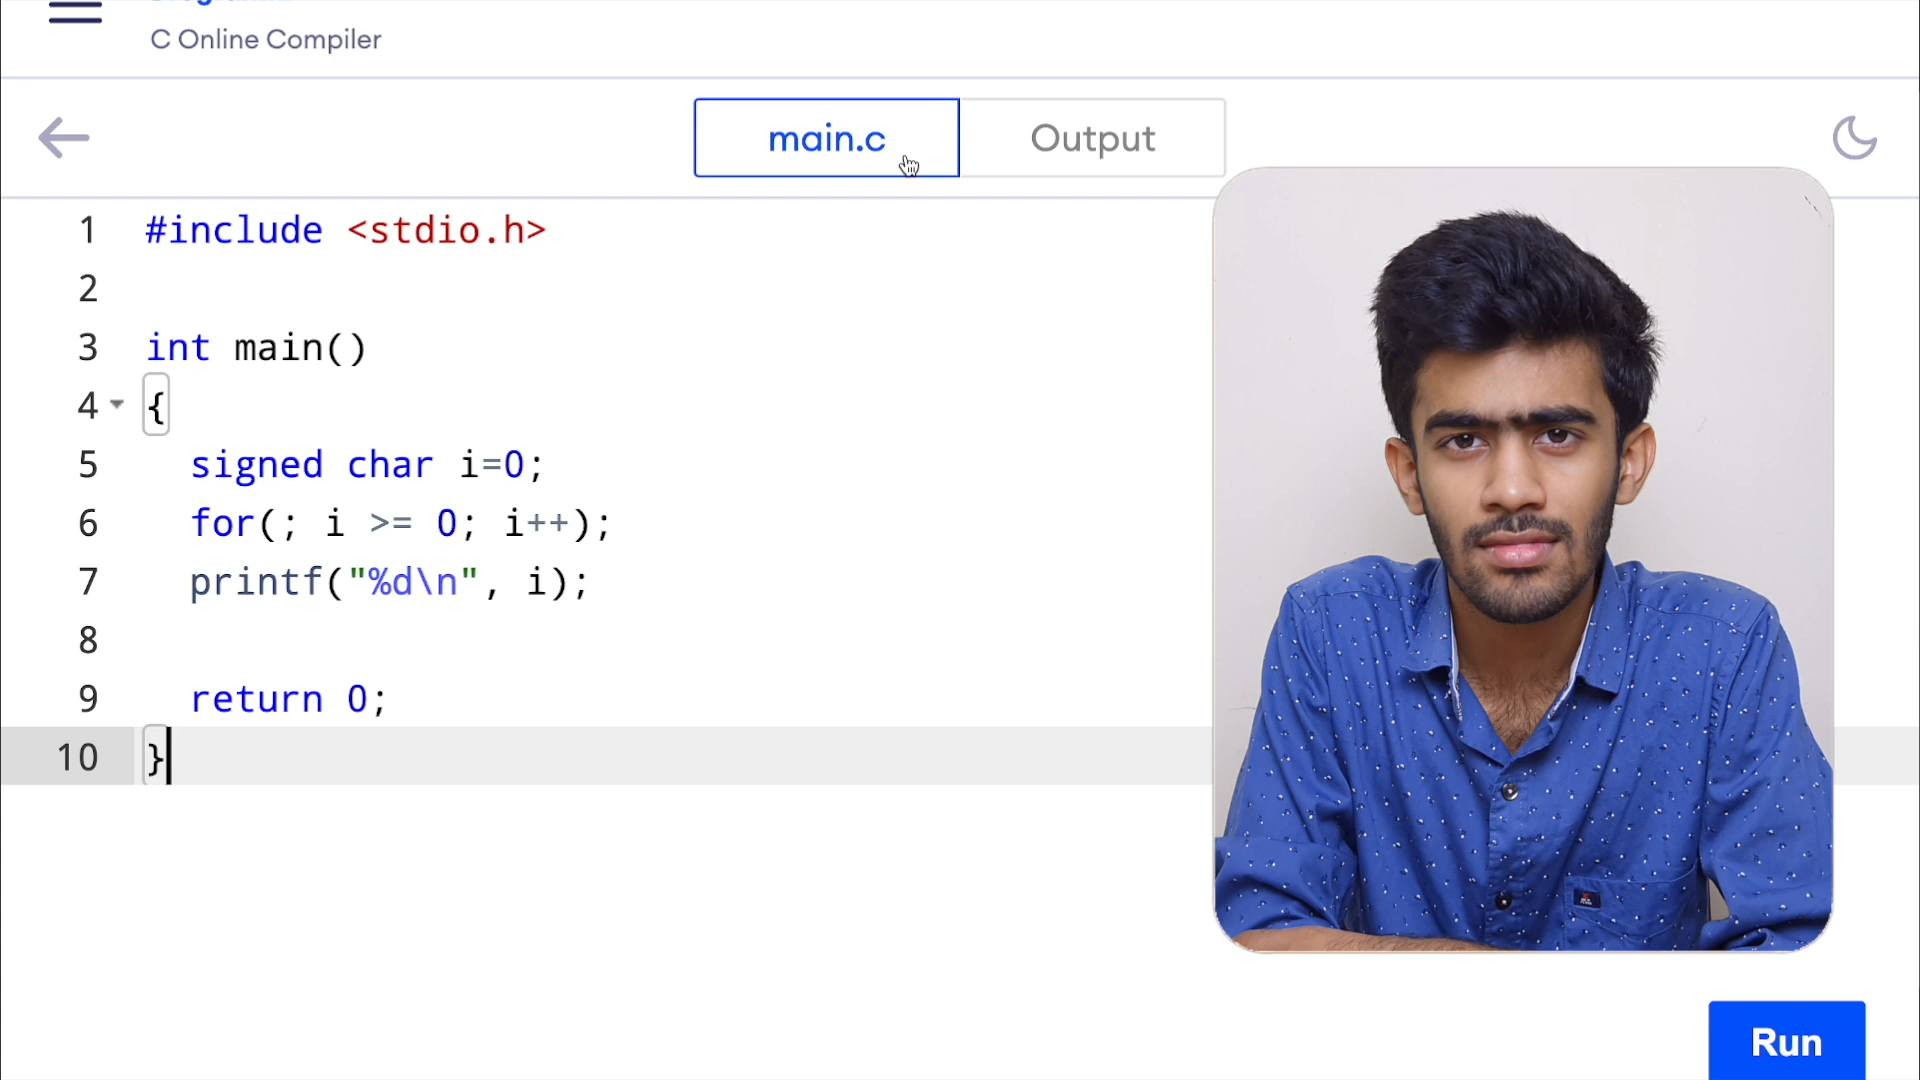 C Online Compiler
main.c
Output
1 #include <stdio.h>
2
3 int main()
4 {
5 signed char i=0;
6 for(; i >= 0; i++);
7 printf("%d\n", i);
8
9 return 0;
10 }
Run